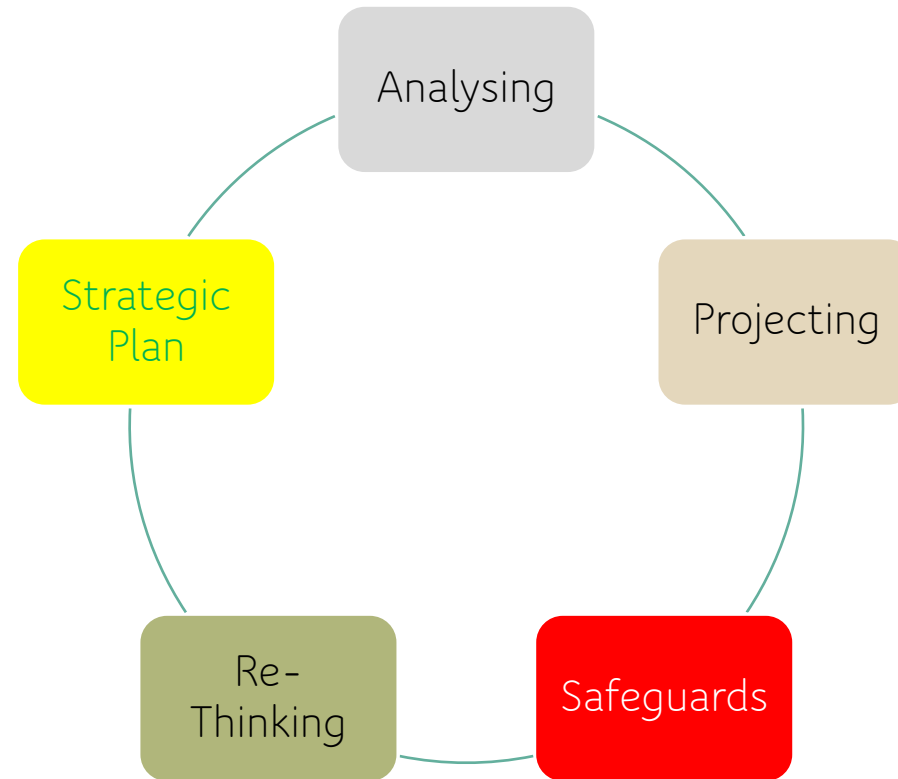 Analysing
Projecting
Safeguards
Re-
Thinking
Strategic
Plan